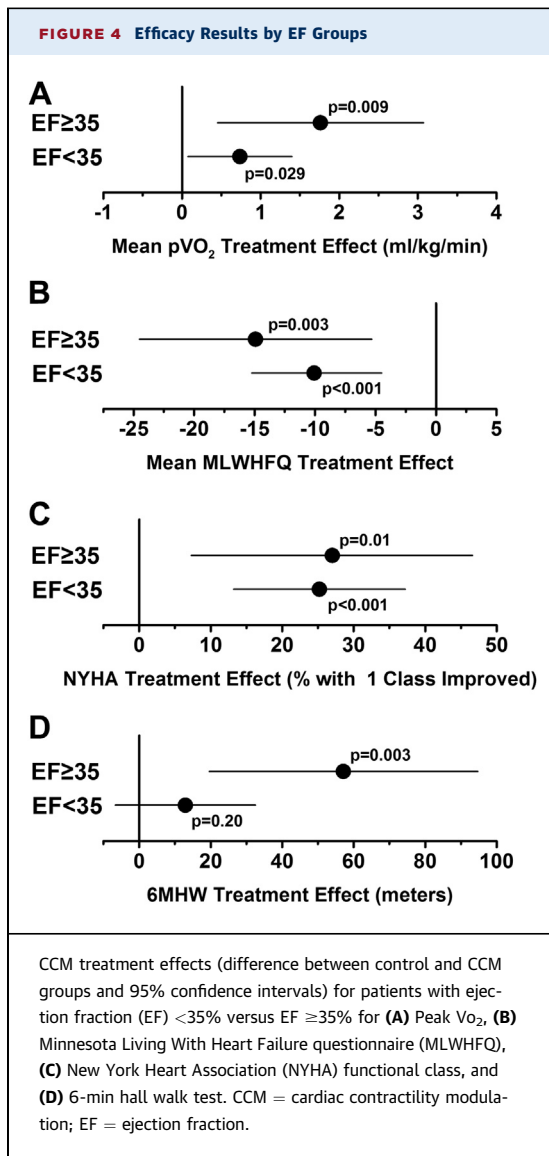 FIGURE 4 Efficacy Results by EF Groups
A
EF≥35
p=0.009
EF<35
p=0.029
-1 0 1 2 3 4
Mean pVO₂ Treatment Effect (ml/kg/min)
B
EF≥35
p=0.003
EF<35
p<0.001
-25 -20 -15 -10 -5 0 5
Mean MLWHFQ Treatment Effect
C
EF≥35
p=0.01
EF<35
p<0.001
0 10 20 30 40 50
NYHA Treatment Effect (% with 1 Class Improved)
D
EF≥35
p=0.003
EF<35
p=0.20
0 20 40 60 80 100
6MHW Treatment Effect (meters)
CCM treatment effects (difference between control and CCM
groups and 95% confidence intervals) for patients with ejec-
tion fraction (EF) <35% versus EF ≥35% for (A) Peak Vo₂, (B)
Minnesota Living With Heart Failure questionnaire (MLWHFQ),
(C) New York Heart Association (NYHA) functional class, and
(D) 6-min hall walk test. CCM = cardiac contractility modula-
tion; EF = ejection fraction.